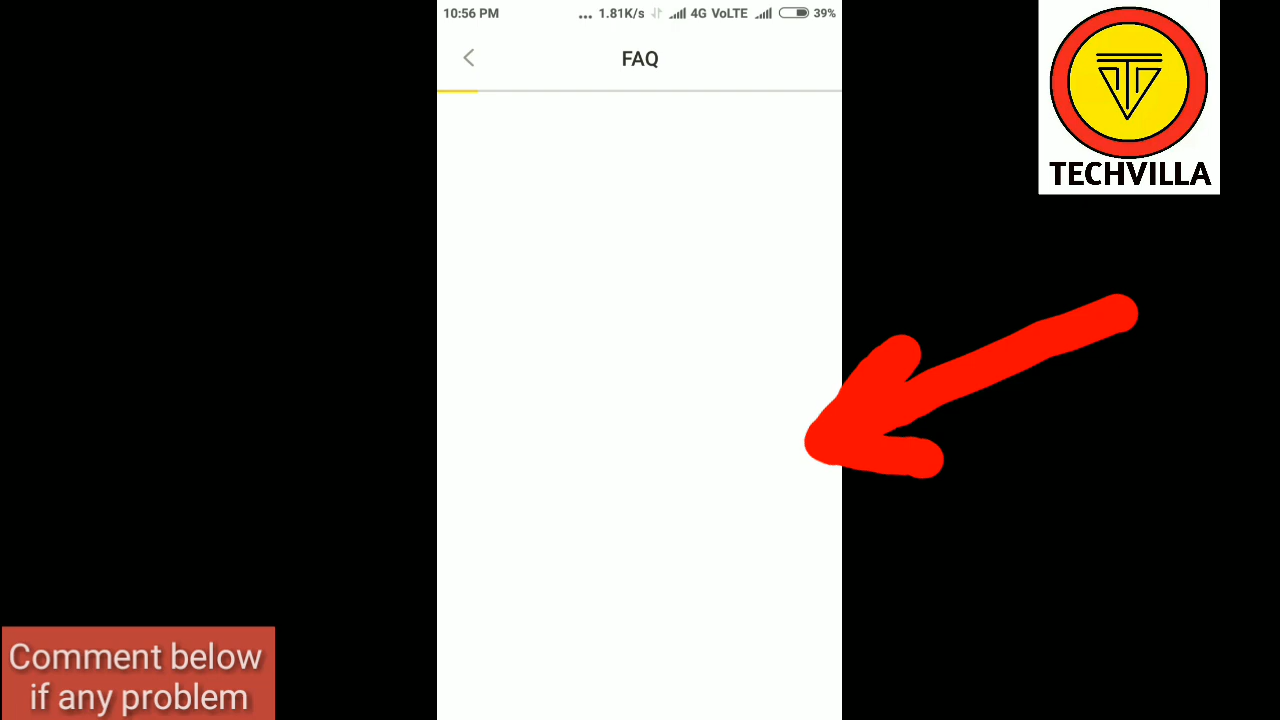 10:56 PM ... 1.81K/s 4G VoLTE 39%
FAQ
TECHVILLA
Comment below
if any problem